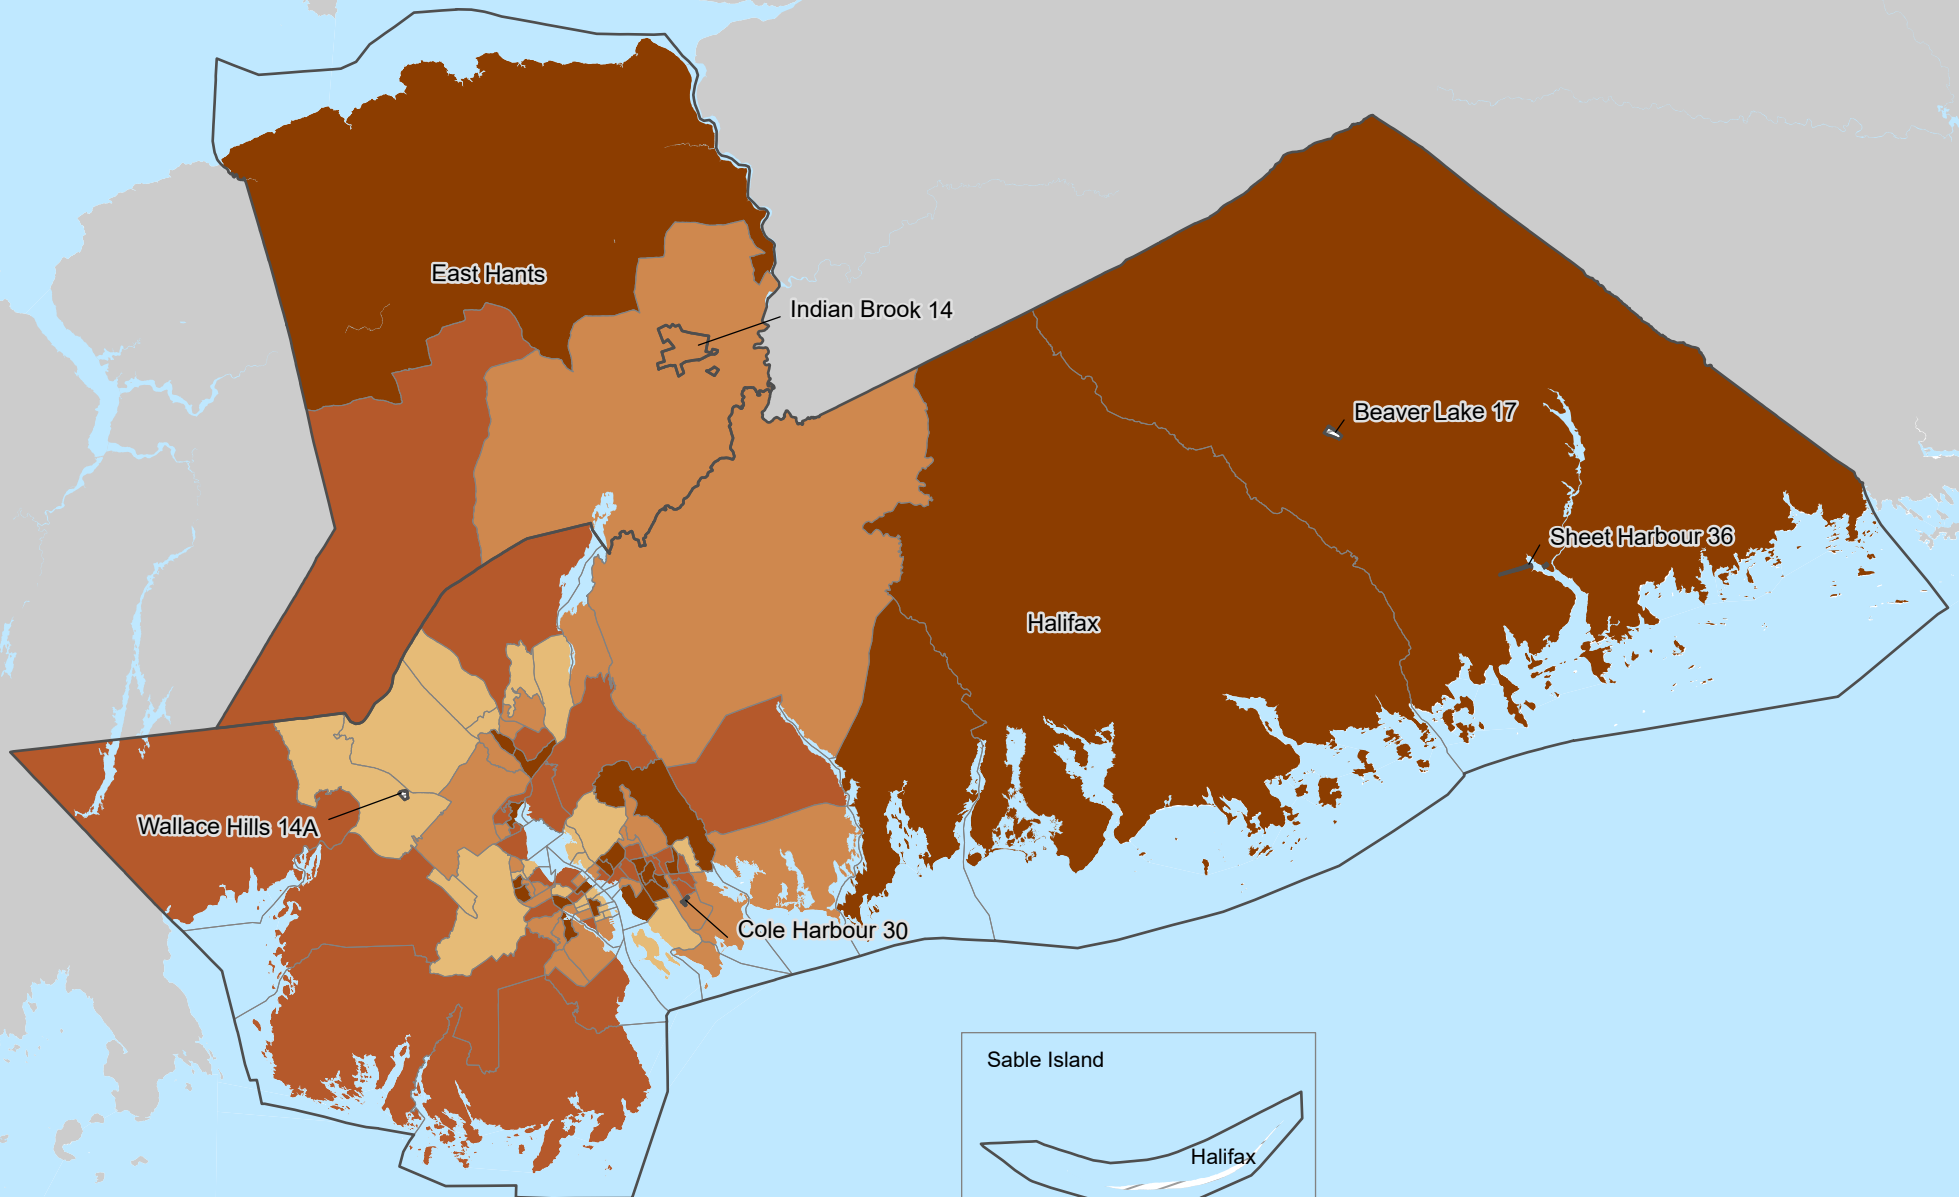 East Hants
Indian Brook 14
Beaver Lake 17
Sheet Harbour 36
Halifax
Wallace Hills 14A
Cole Harbour 30
Sable Island
Halifax